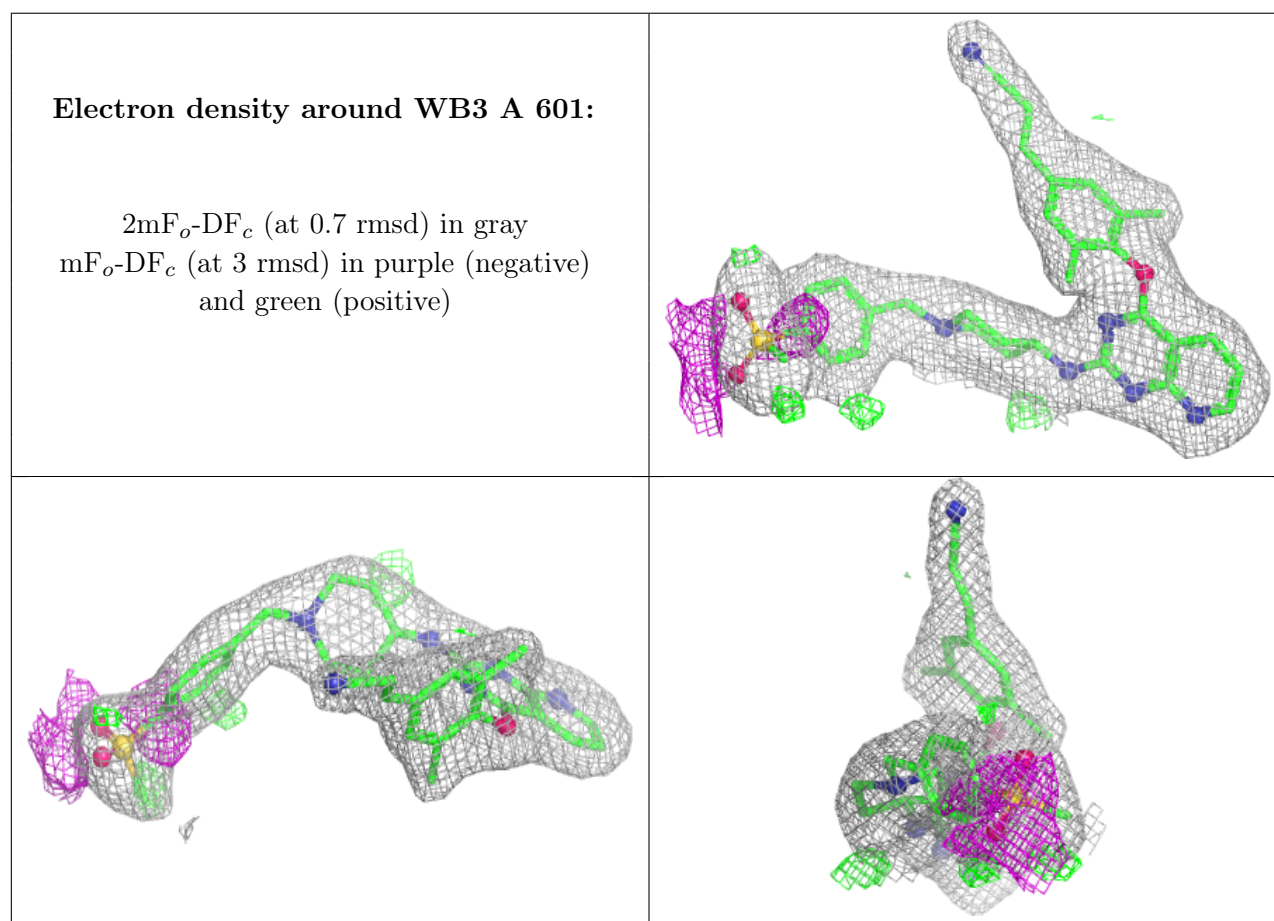 Electron density around WB3 A 601:
2mFo-DFc (at 0.7 rmsd) in gray
mFo-DFc (at 3 rmsd) in purple (negative)
and green (positive)